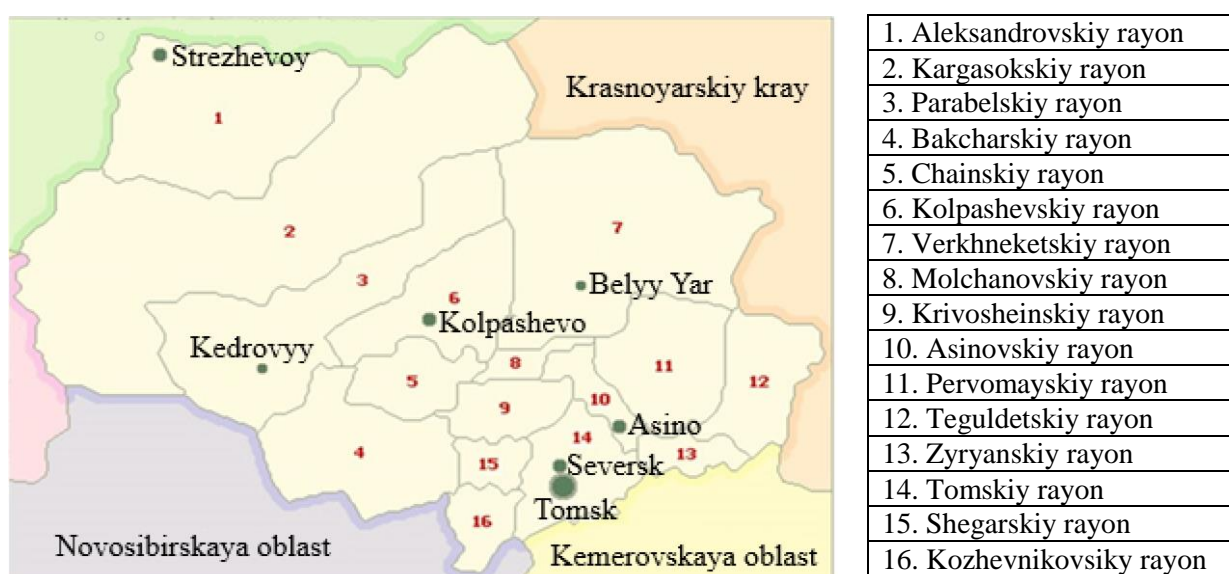 Strezhevoy
Krasnoyarskiy kray
1
2
7
3
6
Belyy Yar
Kolpashevo
Kedrovyy
8
11
5
12
9
10
Asino
14
4
15
13
Seversk
Tomsk
16
Novosibirskaya oblast
Kemerovskaya oblast
1. Aleksandrovskiy rayon
2. Kargasokskiy rayon
3. Parabelskiy rayon
4. Bakcharskiy rayon
5. Chainskiy rayon
6. Kolpashevskiy rayon
7. Verkhneketskiy rayon
8. Molchanovskiy rayon
9. Krivosheinskiy rayon
10. Asinovskiy rayon
11. Pervomayskiy rayon
12. Teguldetskiy rayon
13. Zyryanskiy rayon
14. Tomskiy rayon
15. Shegarskiy rayon
16. Kozhevnikovsiky rayon